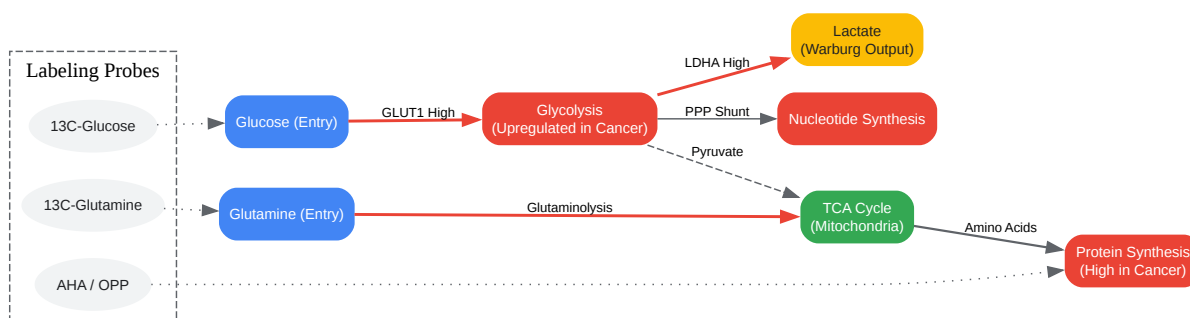 Lactate
(Warburg Output)
LDHA High
Labeling Probes
GLUT1 High
Glycolysis
(Upregulated in Cancer)
PPP Shunt
Nucleotide Synthesis
13C-Glucose
Glucose (Entry)
Pyruvate
13C-Glutamine
Glutamine (Entry)
Glutaminolysis
TCA Cycle
(Mitochondria)
Amino Acids
Protein Synthesis
(High in Cancer)
AHA / OPP